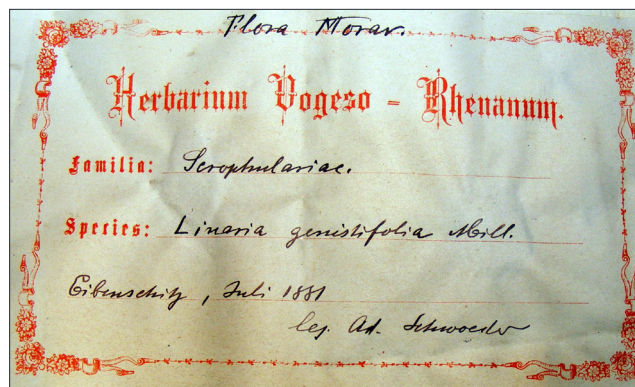 Flora Morav.
Herbarium Vogeso - Rhenanum.
Familia: Scrophulariae.
Species: Linaria genistifolia Mill.
Eibenschitz, Juli 1881
leg. Ad. Schwoeder